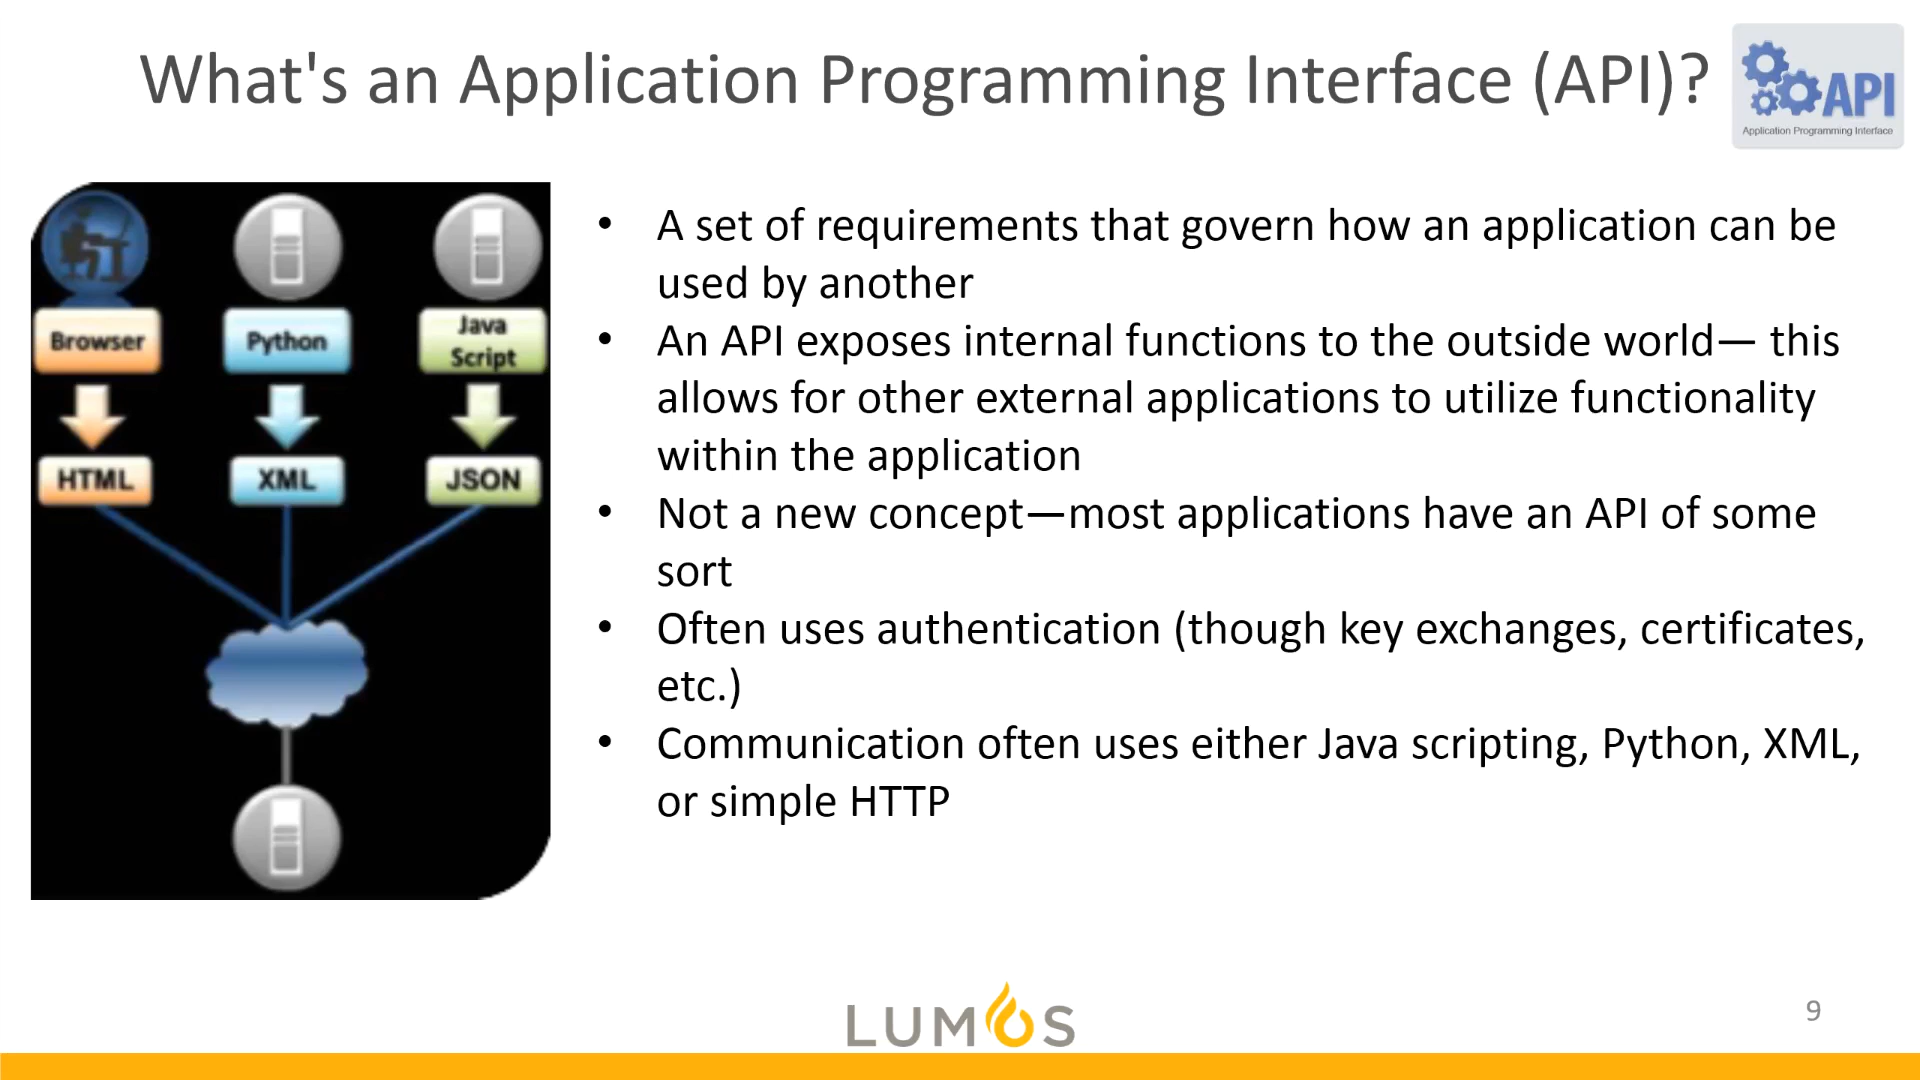 What's an Application Programming Interface (API)?
API
Application Programming Interface
Browser
Python
Java
Script
HTML
XML
JSON
• A set of requirements that govern how an application can be
used by another
• An API exposes internal functions to the outside world— this
allows for other external applications to utilize functionality
within the application
• Not a new concept—most applications have an API of some
sort
• Often uses authentication (though key exchanges, certificates,
etc.)
• Communication often uses either Java scripting, Python, XML,
or simple HTTP
LUMOS
9